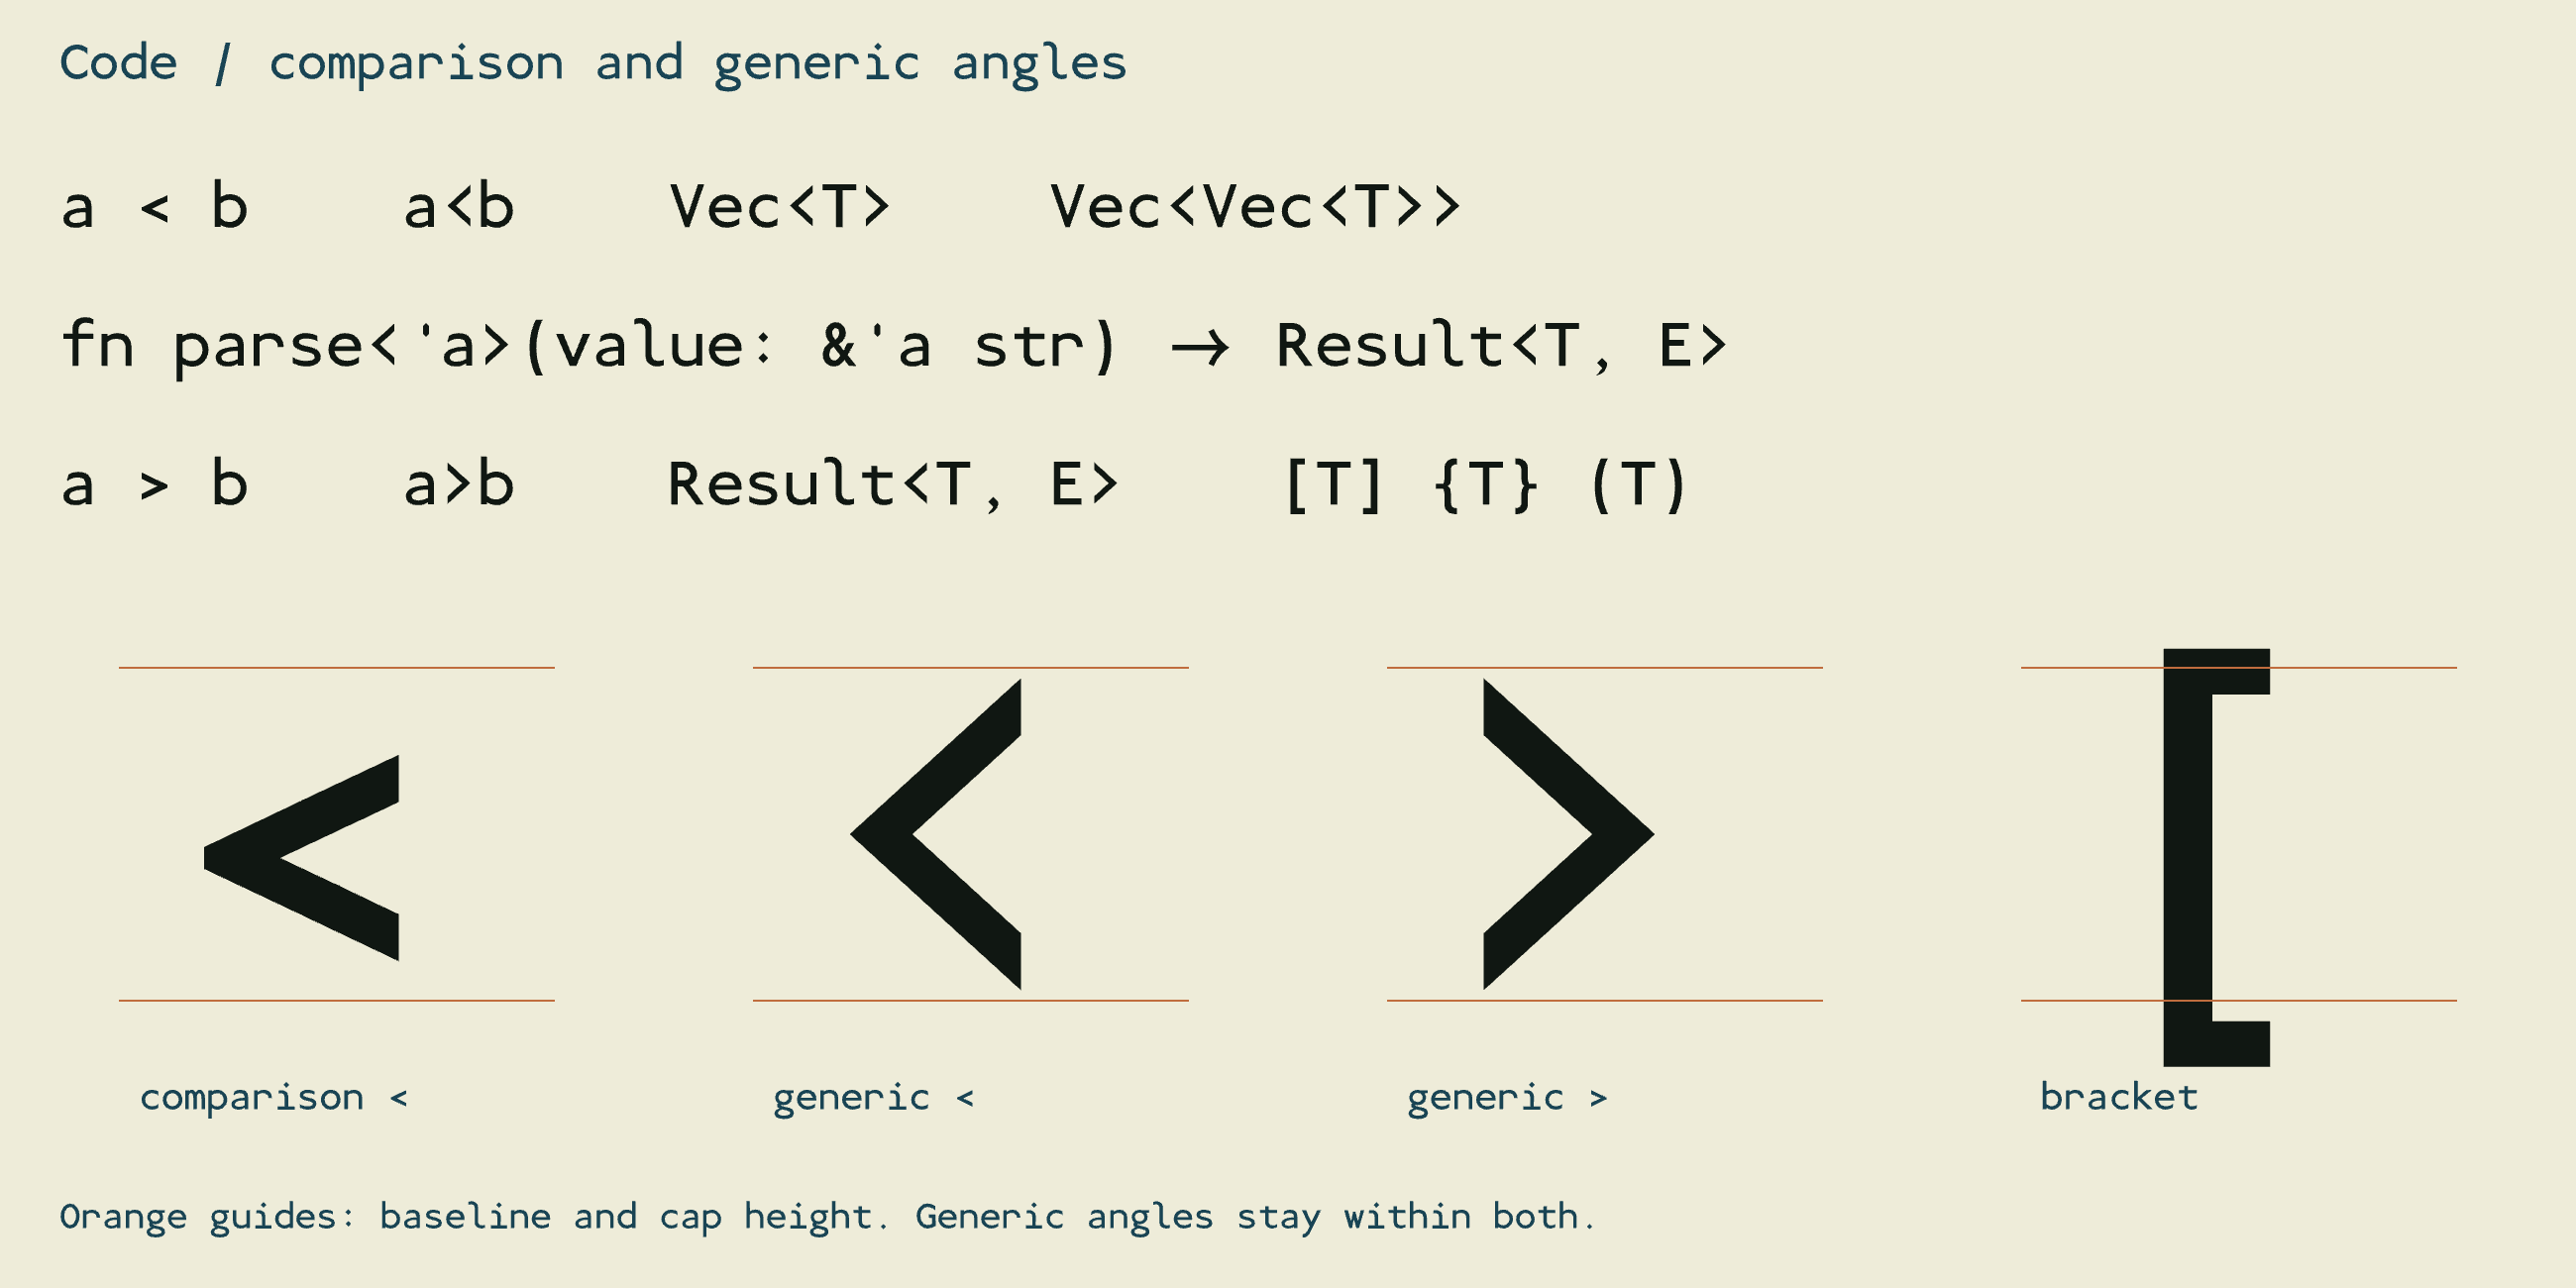 Code / comparison and generic angles
a < b    a<b    Vec<T>    Vec<Vec<T>>
fn parse<'a>(value: &'a str) → Result<T, E>
a > b    a>b    Result<T, E>    [T] {T} (T)
< < > [
comparison < generic < generic > bracket
Orange guides: baseline and cap height. Generic angles stay within both.